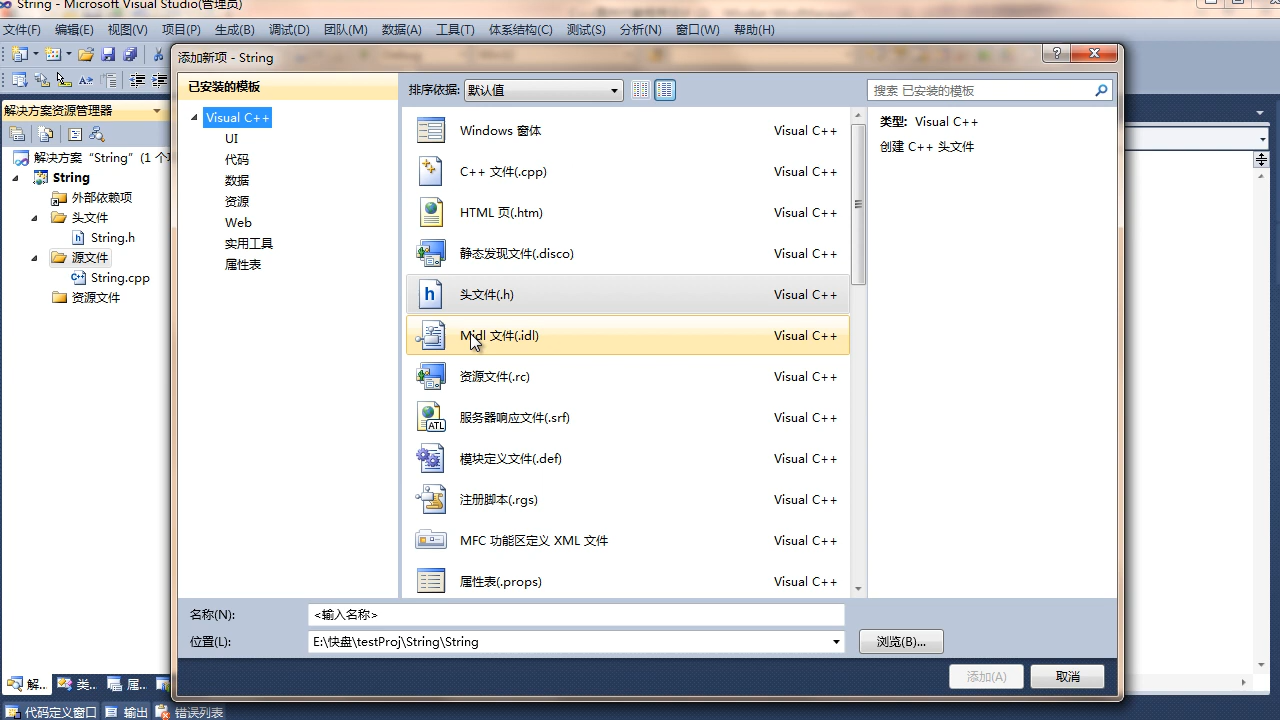 String - Microsoft Visual Studio(管理员)
文件(F) 编辑(E) 视图(V) 项目(P) 生成(B) 调试(D) 团队(M) 数据(A) 工具(T) 体系结构(C) 测试(S) 分析(N) 窗口(W) 帮助(H)
添加新项 - String
已安装的模板
排序依据: 默认值
搜索 已安装的模板
解决方案资源管理器
解决方案 “String” (1 个
String
外部依赖项
头文件
String.h
源文件
String.cpp
资源文件
Visual C++
UI
代码
数据
资源
Web
实用工具
属性表
Windows 窗体 Visual C++
C++ 文件(.cpp) Visual C++
HTML 页(.htm) Visual C++
静态发现文件(.disco) Visual C++
头文件(.h) Visual C++
Midl 文件(.idl) Visual C++
资源文件(.rc) Visual C++
服务器响应文件(.srf) Visual C++
模块定义文件(.def) Visual C++
注册脚本(.rgs) Visual C++
MFC 功能区定义 XML 文件 Visual C++
属性表(.props) Visual C++
类型: Visual C++
创建 C++ 头文件
名称(N): <输入名称>
位置(L): E:\快盘\testProj\String\String
浏览(B)...
添加(A) 取消
解... 类... 属...
代码定义窗口 输出 错误列表